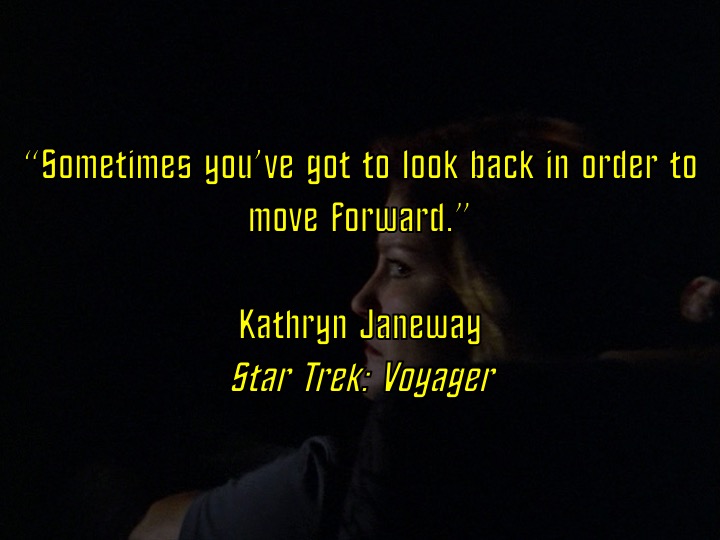 “Sometimes you’ve got to look back in order to
move forward.”
Kathryn Janeway
Star Trek: Voyager